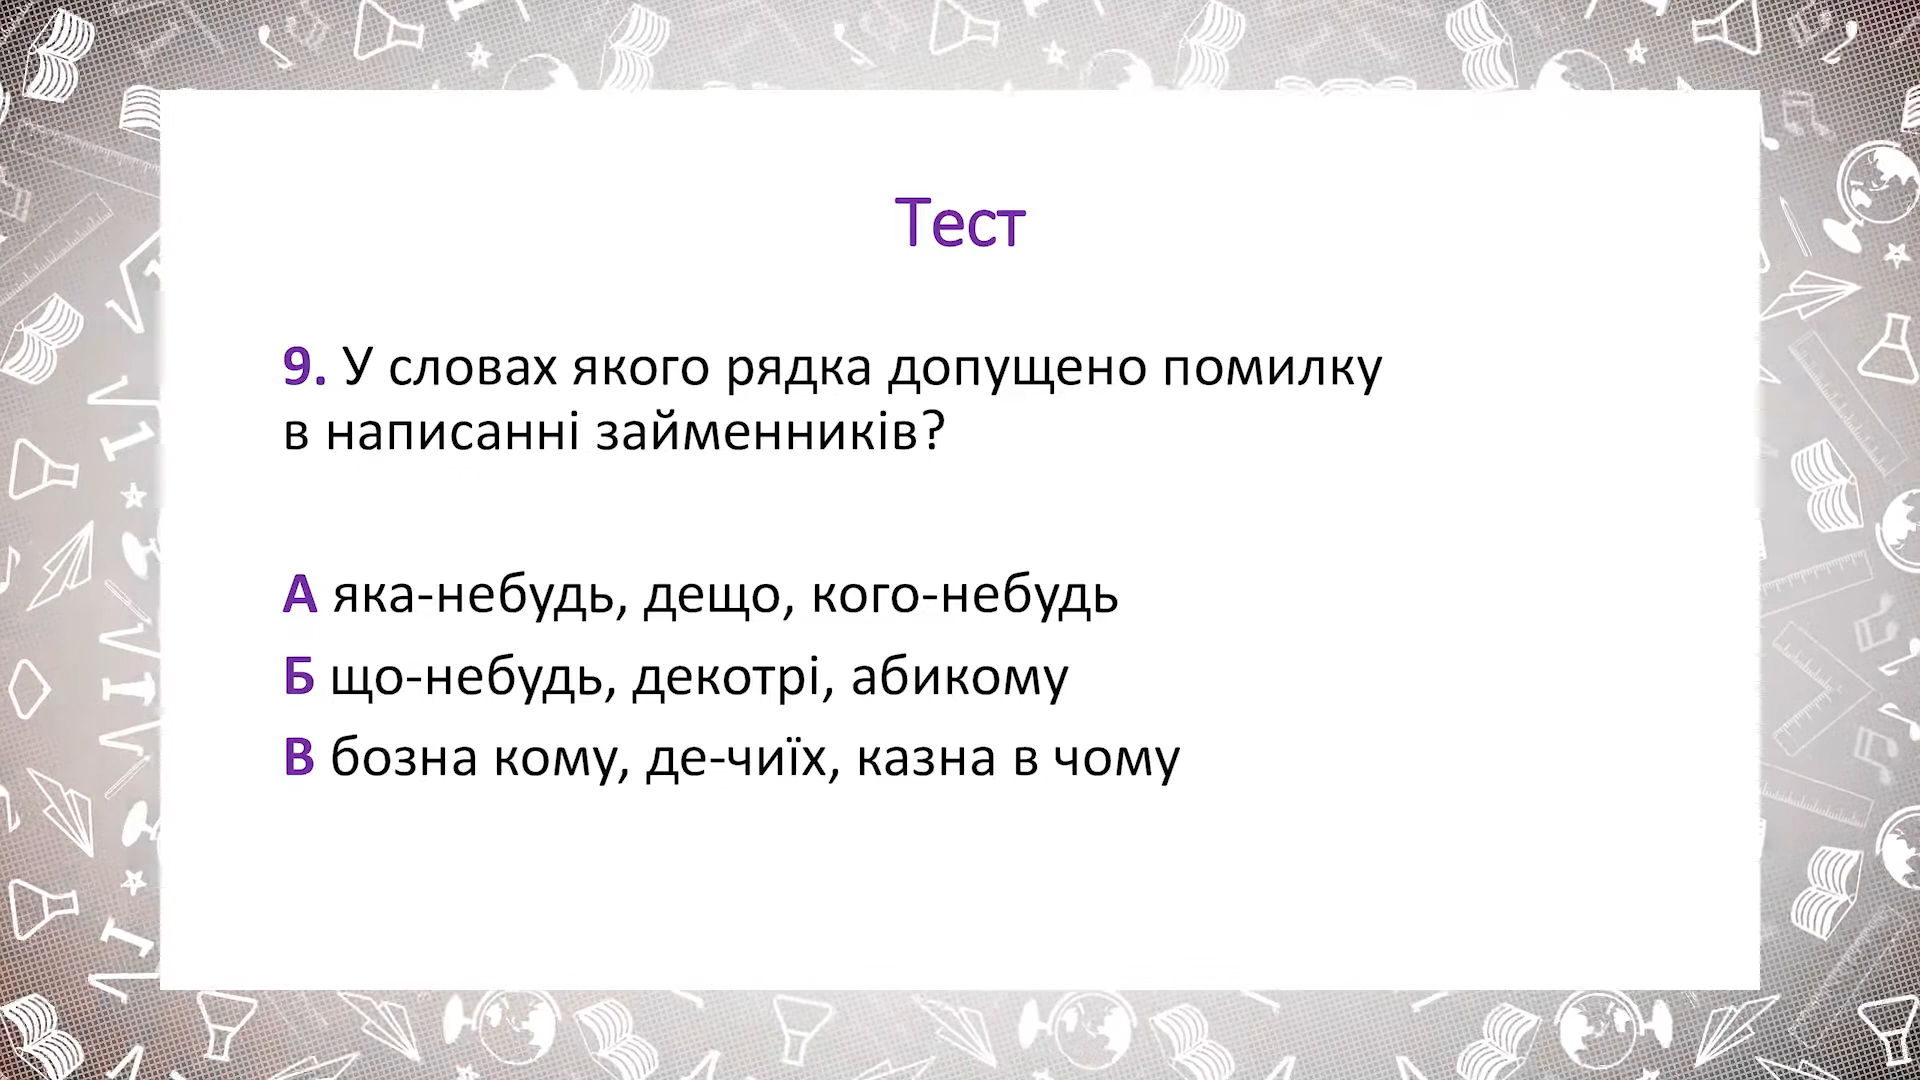 Тест
9. У словах якого рядка допущено помилку
в написанні займенників?
А яка-небудь, дещо, кого-небудь
Б що-небудь, декотрі, абикому
В бозна кому, де-чиїх, казна в чому